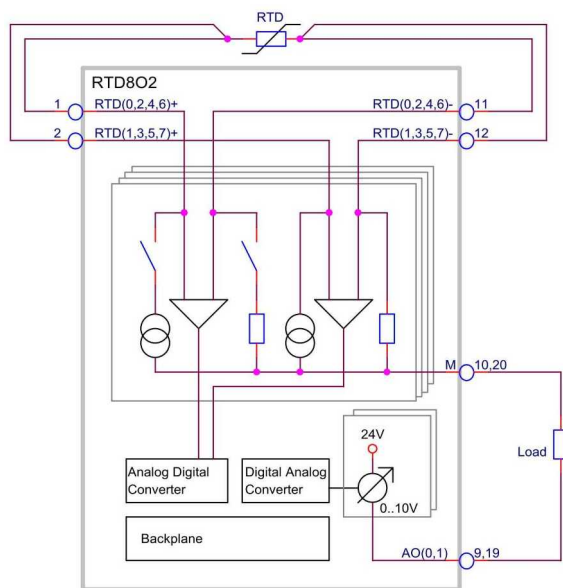 RTD
RTD8O2
1 RTD(0,2,4,6)+ RTD(0,2,4,6)- 11
2 RTD(1,3,5,7)+ RTD(1,3,5,7)- 12
M 10,20
24V
Load
Analog Digital
Converter
Digital Analog
Converter
0..10V
Backplane
AO(0,1) 9,19